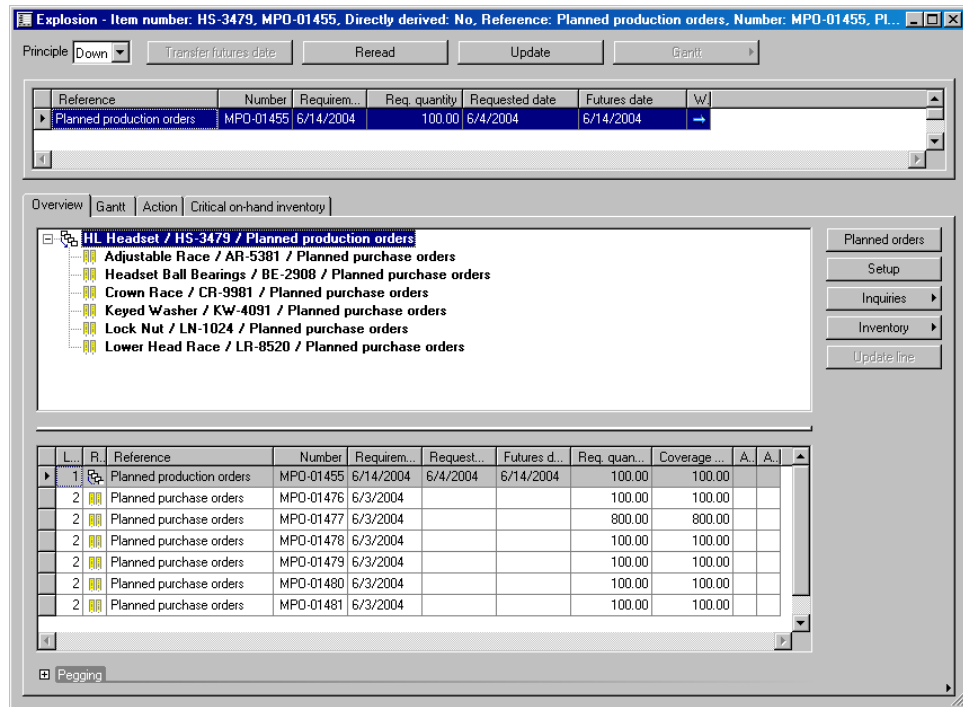 Explosion - Item number: HS-3479, MPO-01455, Directly derived: No, Reference: Planned production orders, Number: MPO-01455, Pl...
Principle Down Transfer futures date Reread Update Gantt
Reference Number Requirem... Req. quantity Requested date Futures date W.
Planned production orders MPO-01455 6/14/2004 100.00 6/4/2004 6/14/2004 →
Overview Gantt Action Critical on-hand inventory
HL Headset / HS-3479 / Planned production orders
Adjustable Race / AR-5381 / Planned purchase orders
Headset Ball Bearings / BE-2908 / Planned purchase orders
Crown Race / CR-9981 / Planned purchase orders
Keyed Washer / KW-4091 / Planned purchase orders
Lock Nut / LN-1024 / Planned purchase orders
Lower Head Race / LR-8520 / Planned purchase orders
Planned orders
Setup
Inquiries
Inventory
Update line
L... R.. Reference Number Requirem... Request... Futures d... Req. quan... Coverage ... A.. A..
1 Planned production orders MPO-01455 6/14/2004 6/4/2004 6/14/2004 100.00 100.00
2 Planned purchase orders MPO-01476 6/3/2004 100.00 100.00
2 Planned purchase orders MPO-01477 6/3/2004 800.00 800.00
2 Planned purchase orders MPO-01478 6/3/2004 100.00 100.00
2 Planned purchase orders MPO-01479 6/3/2004 100.00 100.00
2 Planned purchase orders MPO-01480 6/3/2004 100.00 100.00
2 Planned purchase orders MPO-01481 6/3/2004 100.00 100.00
Pegging